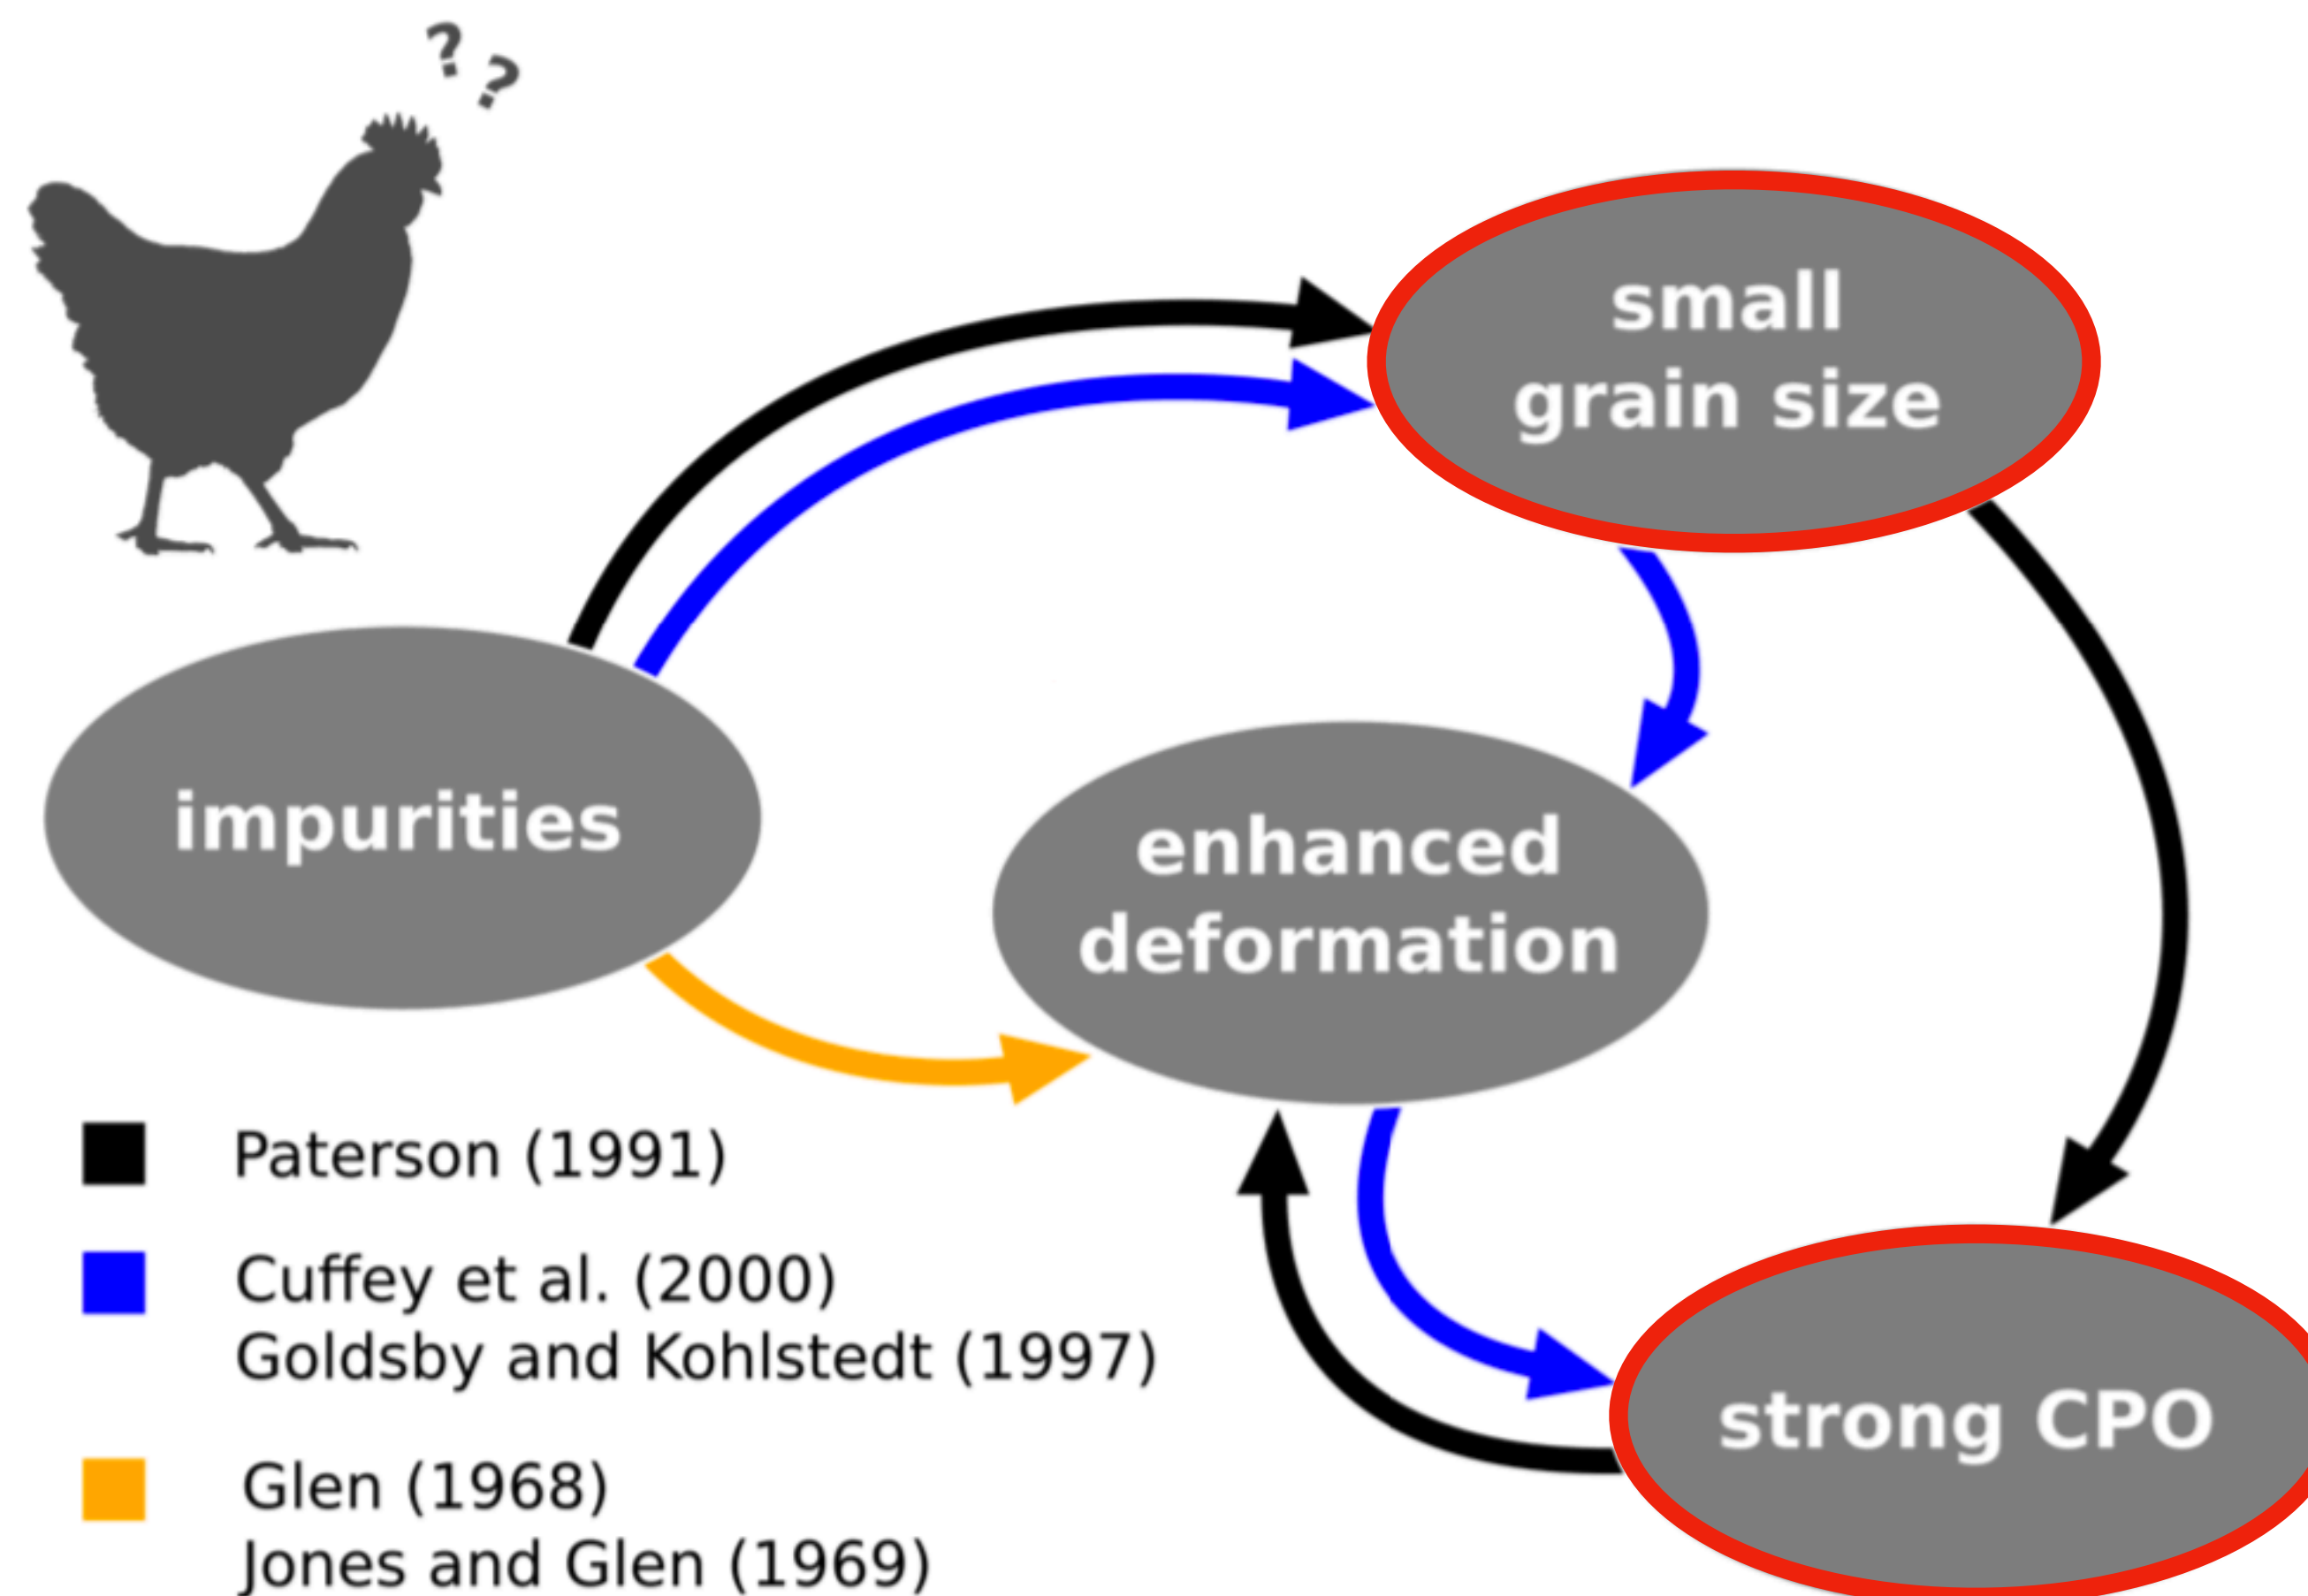 ? ?
small
grain size
impurities
enhanced
deformation
Paterson (1991)
Cuffey et al. (2000)
Goldsby and Kohlstedt (1997)
strong CPO
Glen (1968)
Jones and Glen (1969)